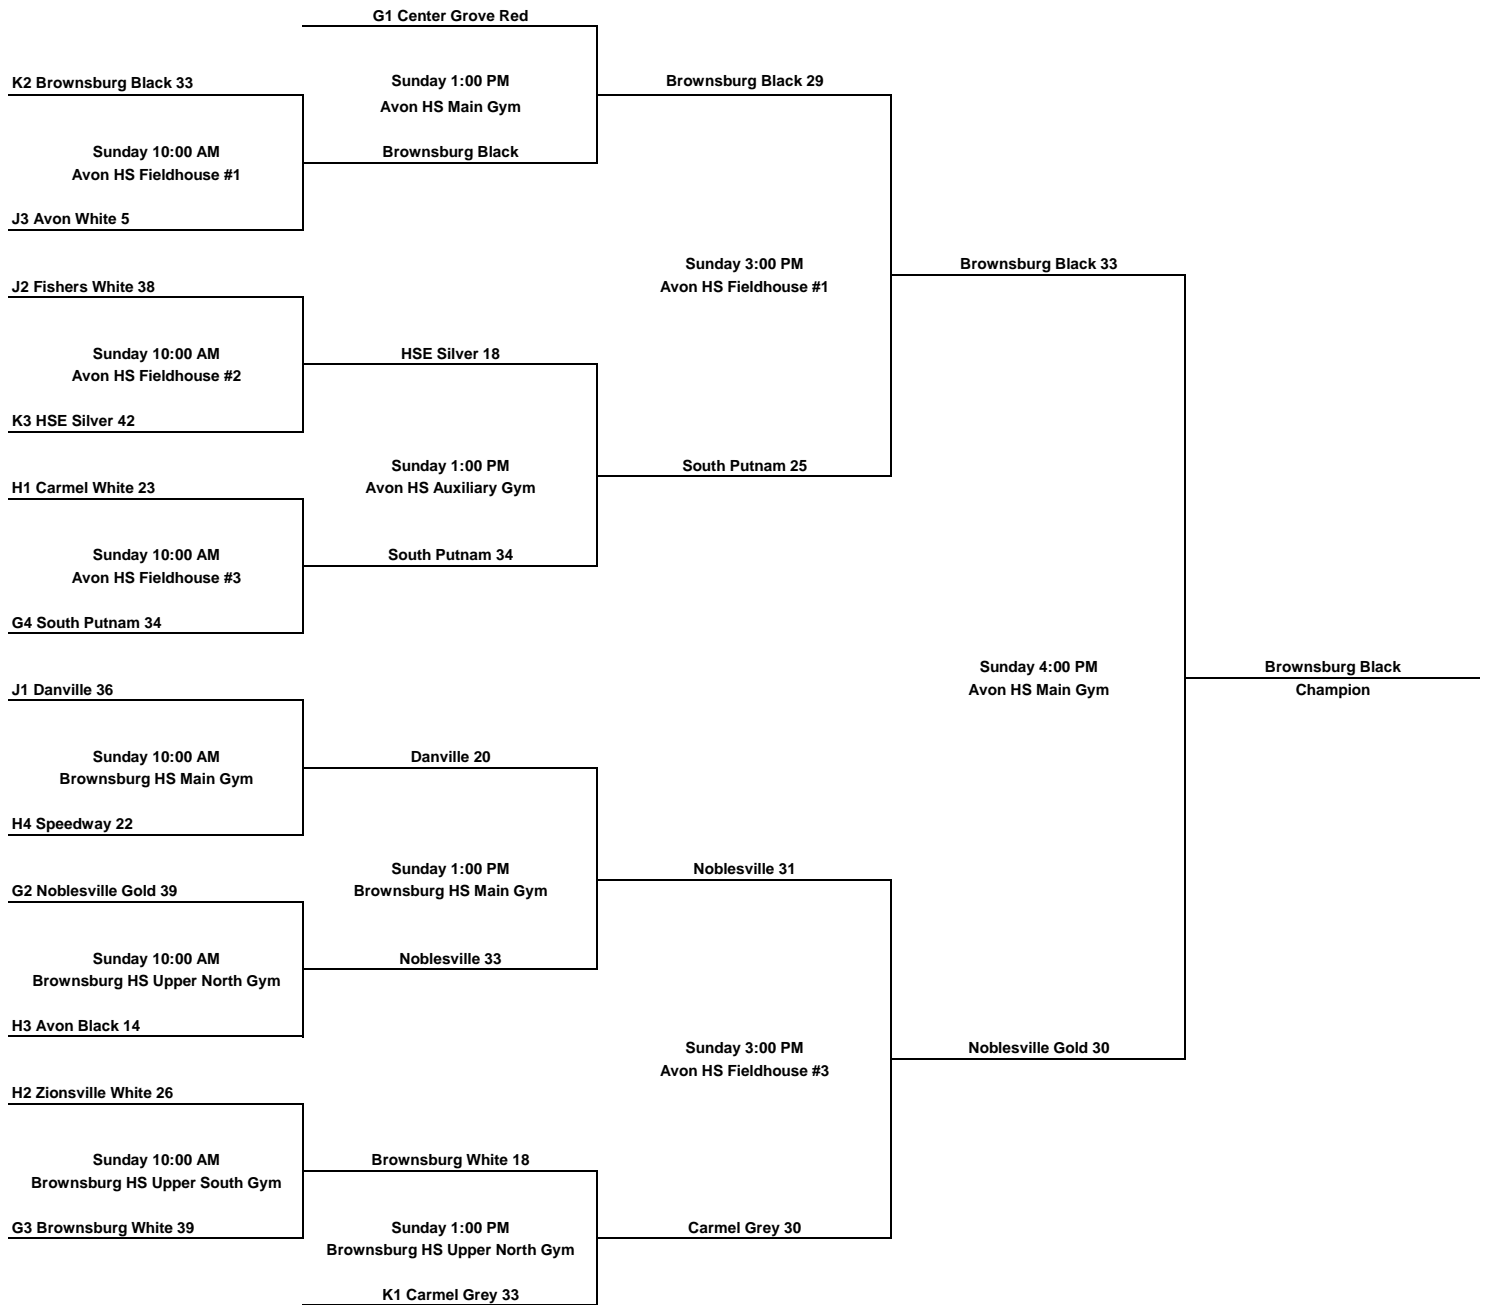 G1 Center Grove Red
K2 Brownsburg Black 33
Sunday 1:00 PM
Avon HS Main Gym
Brownsburg Black 29
Sunday 10:00 AM
Avon HS Fieldhouse #1
Brownsburg Black
J3 Avon White 5
Sunday 3:00 PM
Avon HS Fieldhouse #1
Brownsburg Black 33
J2 Fishers White 38
Sunday 10:00 AM
Avon HS Fieldhouse #2
HSE Silver 18
K3 HSE Silver 42
Sunday 1:00 PM
Avon HS Auxiliary Gym
South Putnam 25
H1 Carmel White 23
Sunday 10:00 AM
Avon HS Fieldhouse #3
South Putnam 34
G4 South Putnam 34
Sunday 4:00 PM
Avon HS Main Gym
Brownsburg Black
Champion
J1 Danville 36
Sunday 10:00 AM
Brownsburg HS Main Gym
Danville 20
H4 Speedway 22
Sunday 1:00 PM
Brownsburg HS Main Gym
Noblesville 31
G2 Noblesville Gold 39
Sunday 10:00 AM
Brownsburg HS Upper North Gym
Noblesville 33
H3 Avon Black 14
Sunday 3:00 PM
Avon HS Fieldhouse #3
Noblesville Gold 30
H2 Zionsville White 26
Sunday 10:00 AM
Brownsburg HS Upper South Gym
Brownsburg White 18
G3 Brownsburg White 39
Sunday 1:00 PM
Brownsburg HS Upper North Gym
Carmel Grey 30
K1 Carmel Grey 33